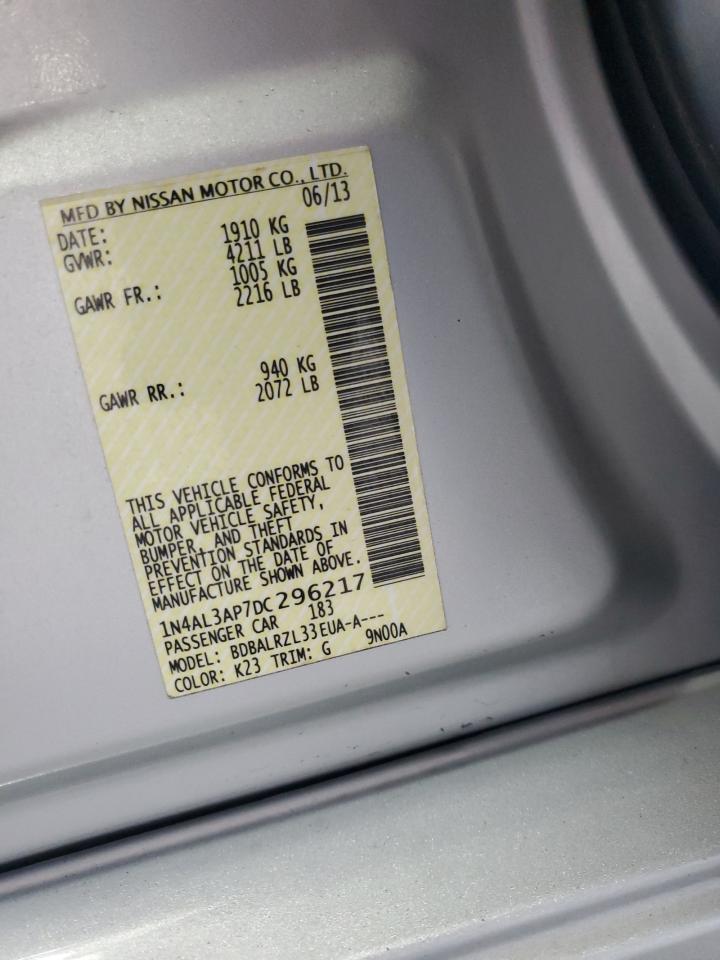 MFD BY NISSAN MOTOR CO., LTD.
DATE: 06/13
GVWR: 1910 KG
4211 LB
GAWR FR.: 1005 KG
2216 LB
GAWR RR.: 940 KG
2072 LB
THIS VEHICLE CONFORMS TO
ALL APPLICABLE FEDERAL
MOTOR VEHICLE SAFETY,
BUMPER, AND THEFT
PREVENTION STANDARDS IN
EFFECT ON THE DATE OF
MANUFACTURE SHOWN ABOVE.
1N4AL3AP7DC296217
PASSENGER CAR 183
MODEL: BDBALRZL33EUA-A---
COLOR: K23 TRIM: G 9N00A